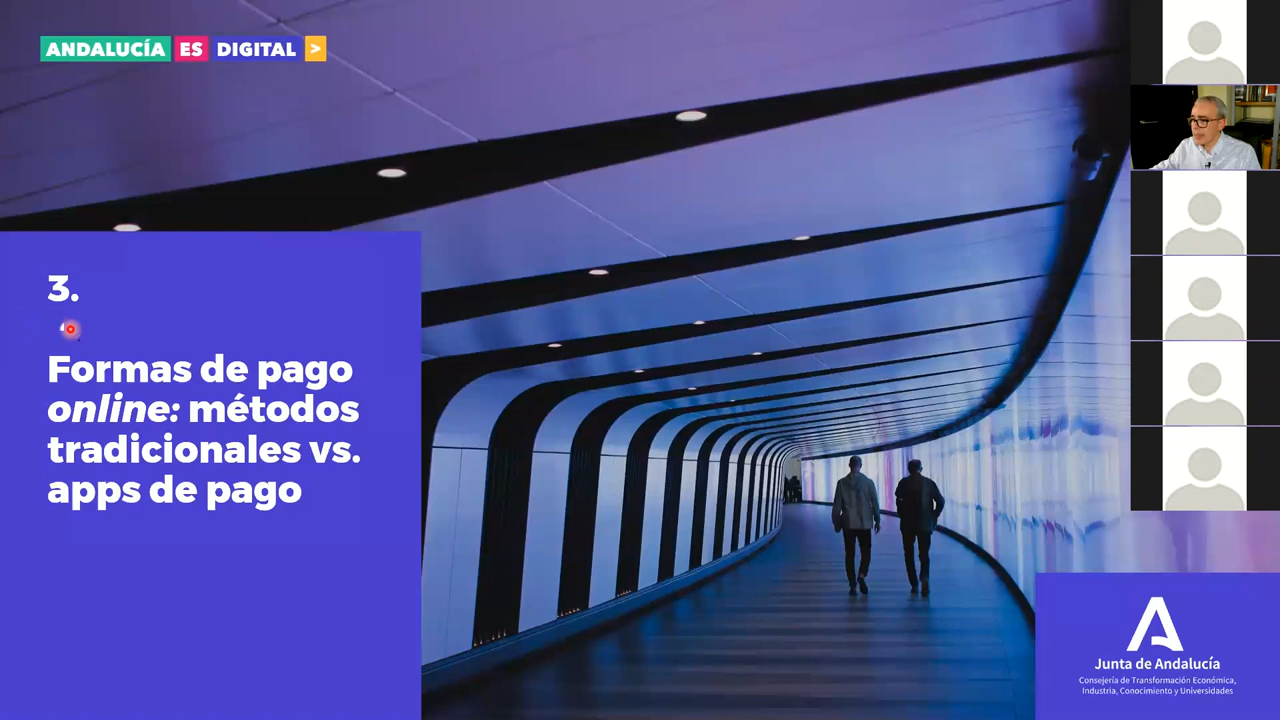 ANDALUCÍA ES DIGITAL >
3.
Formas de pago
online: métodos
tradicionales vs.
apps de pago
Junta de Andalucía
Consejería de Transformación Económica,
Industria, Conocimiento y Universidades